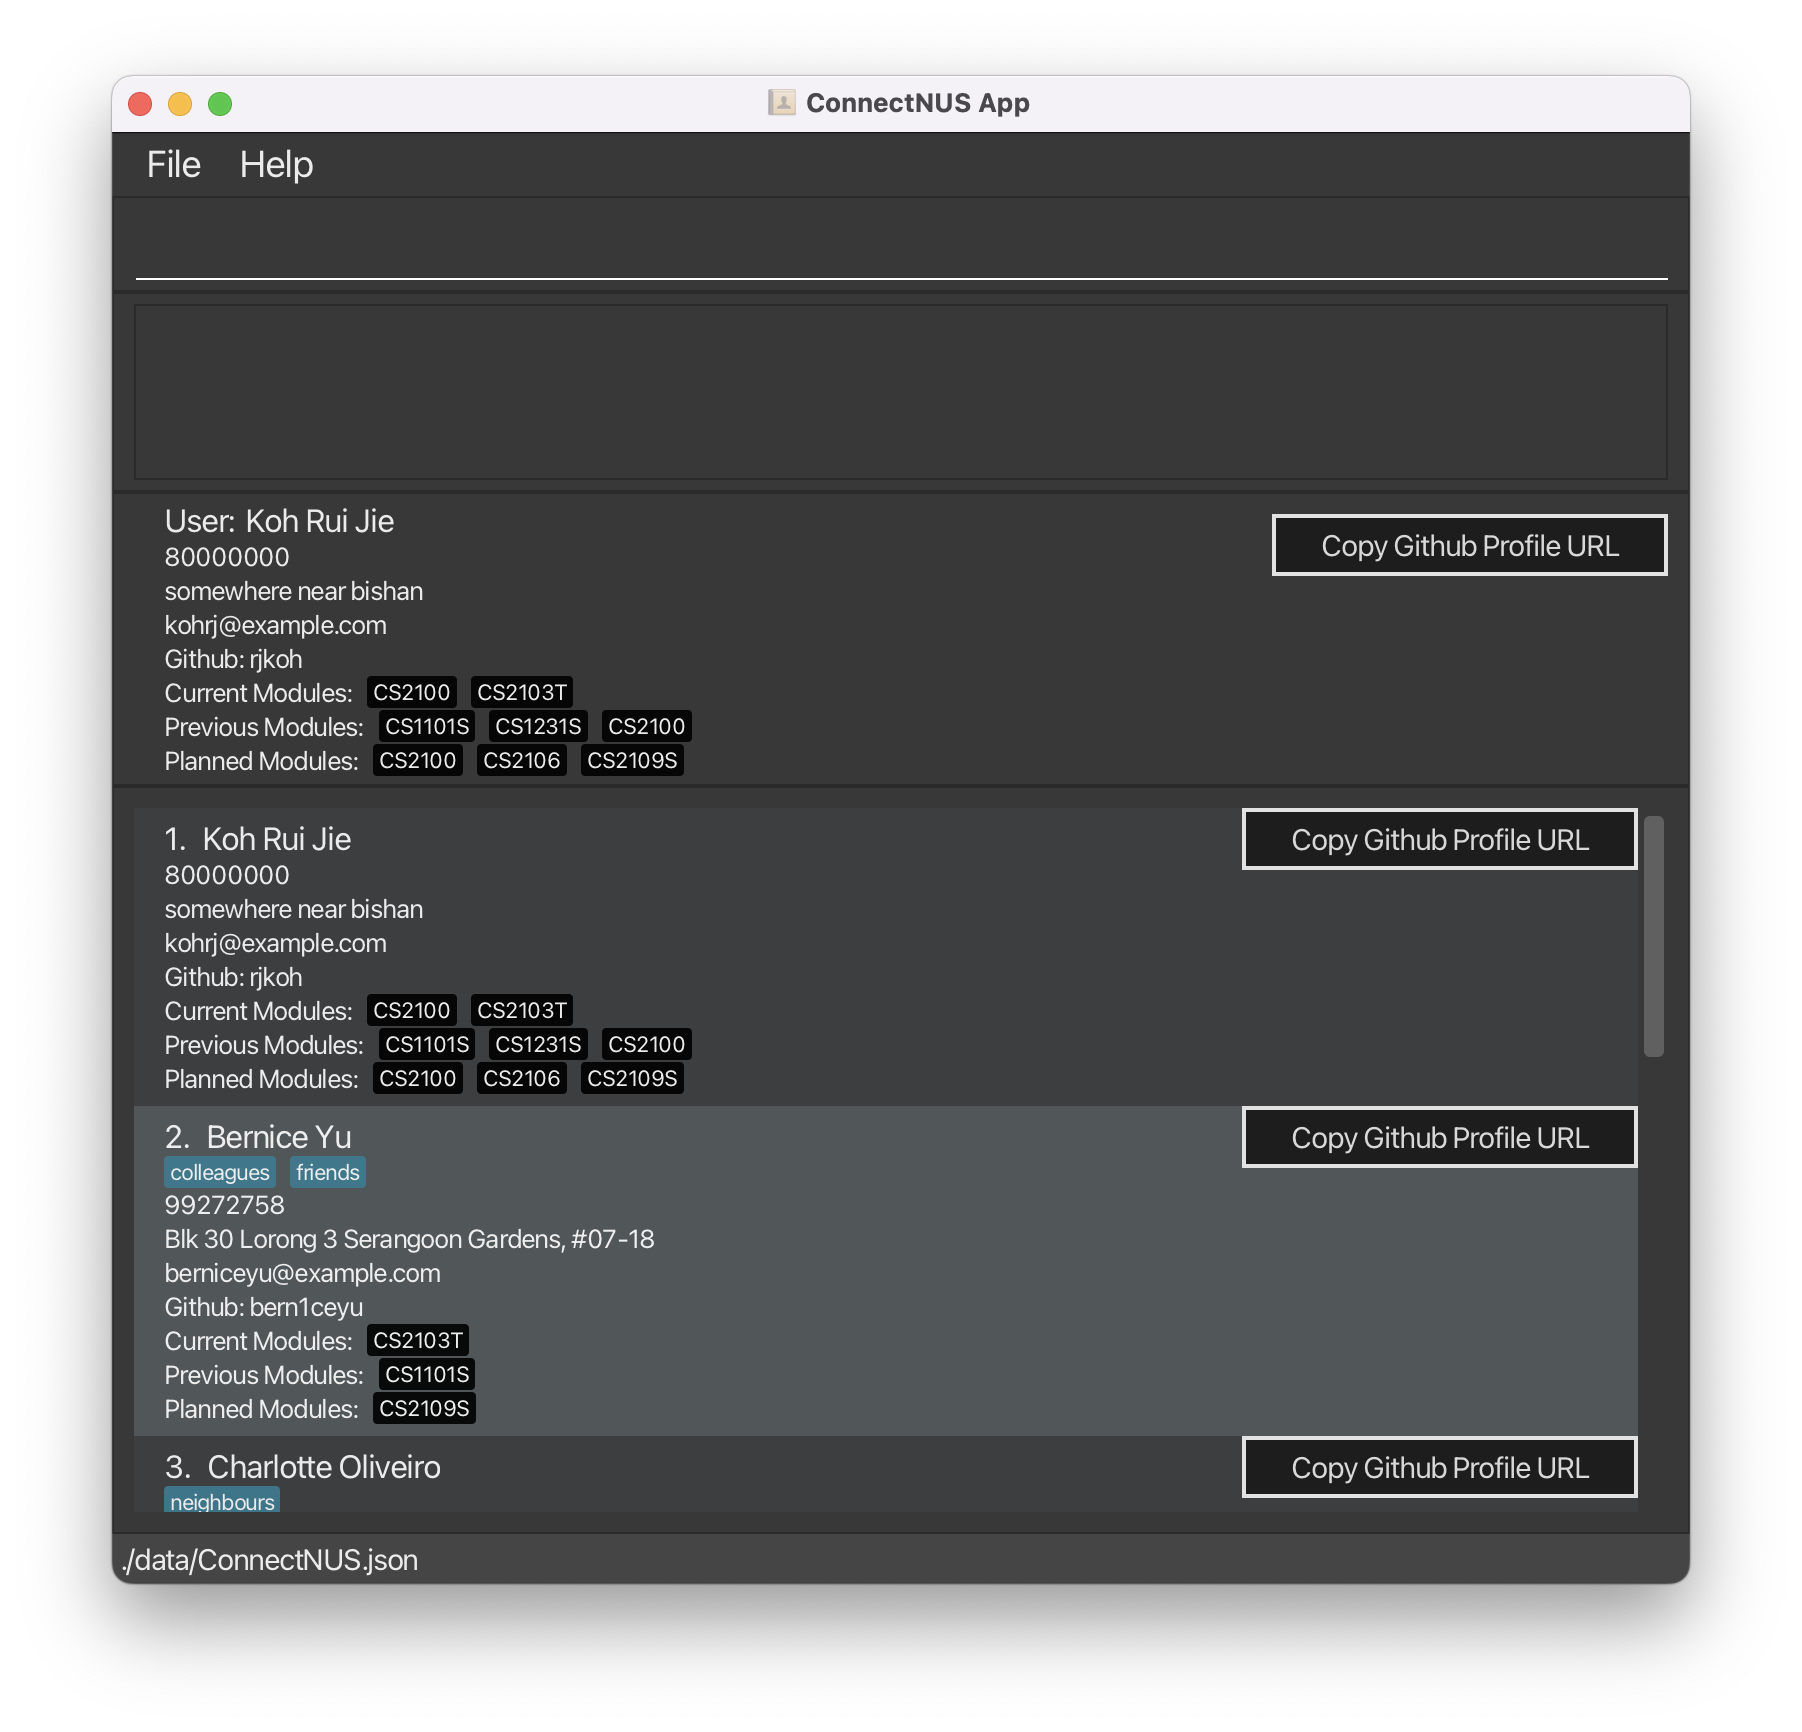 ConnectNUS App
File Help
User: Koh Rui Jie
Copy Github Profile URL
80000000
somewhere near bishan
kohrj@example.com
Github: rjkoh
Current Modules: CS2100 CS2103T
Previous Modules: CS1101S CS1231S CS2100
Planned Modules: CS2100 CS2106 CS2109S
1. Koh Rui Jie
Copy Github Profile URL
80000000
somewhere near bishan
kohrj@example.com
Github: rjkoh
Current Modules: CS2100 CS2103T
Previous Modules: CS1101S CS1231S CS2100
Planned Modules: CS2100 CS2106 CS2109S
2. Bernice Yu
Copy Github Profile URL
colleagues friends
99272758
Blk 30 Lorong 3 Serangoon Gardens, #07-18
berniceyu@example.com
Github: bern1ceyu
Current Modules: CS2103T
Previous Modules: CS1101S
Planned Modules: CS2109S
3. Charlotte Oliveiro
Copy Github Profile URL
neighbours
./data/ConnectNUS.json